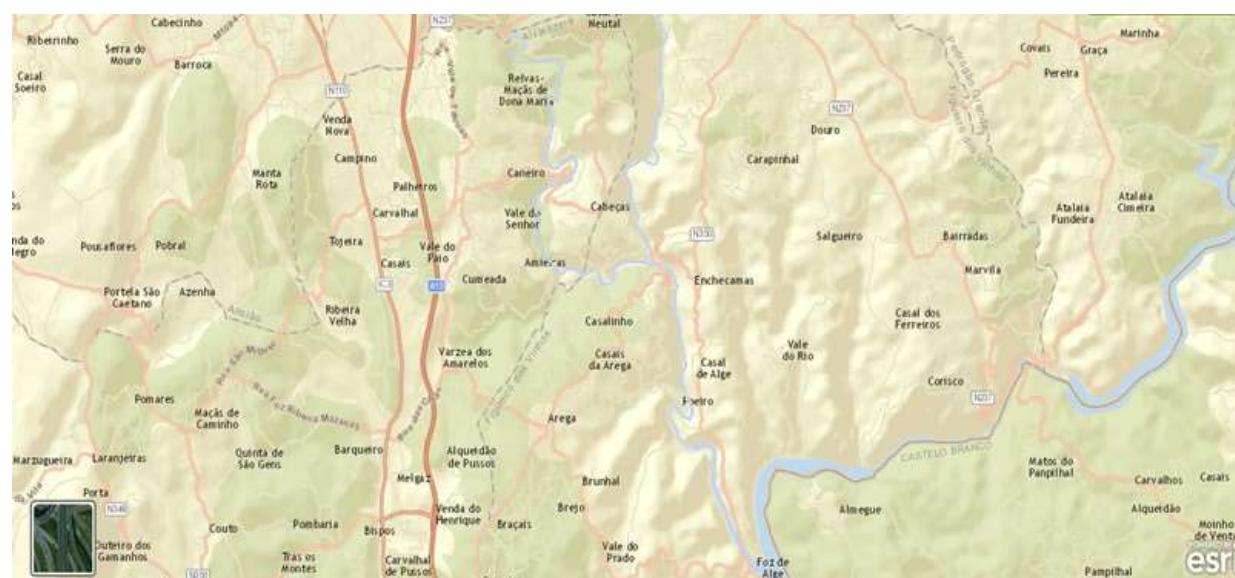 Cabecinho
N237
Neutal
Marinha
Ribeirinho
Serra do
Mouro
Barroca
Covais
Graça
Casal
Soeiro
Relvas-
Maçãs de
Dona Maria
Pereira
N110
Venda
Nova
N237
Douro
Campino
Carapinhal
Manta
Rota
Palheiros
Caneiro
Atalaia
Cimeira
Carvalhal
Vale do
Senhor
Cabeças
Atalaia
Fundeira
Pousaflores
Pobral
Tojeira
Vale do
Paio
N350
Salgueiro
Bairradas
Casais
Amieiras
Marvila
Portela São
Caetano
Azenha
A13
Cumeada
Enchecamas
Ansião
Ribeira
Velha
Casalinho
Casal dos
Ferreiros
Varzea dos
Amarelos
Casais
da Arega
Casal
de Alge
Vale
do Rio
Corisco
Pomares
Maçãs de
Caminho
Arega
N237
Marzugueira
Laranjeiras
Quinta de
São Gens
Barqueiro
Alqueidão
de Pussos
CASTELO BRANCO
Matos do
Pampilhal
Melgaz
Brunhal
Carvalhos
Casais
Porta
N348
Venda do
Henrique
Brejo
Almegue
Alqueidão
Couto
Pombaria
Bispos
Braçais
Moinho
de Vento
Outeiro dos
Gamanhos
Tras os
Montes
Carvalhal
de Pussos
Vale do
Prado
Foz de
Alge
Pampilhal
esri